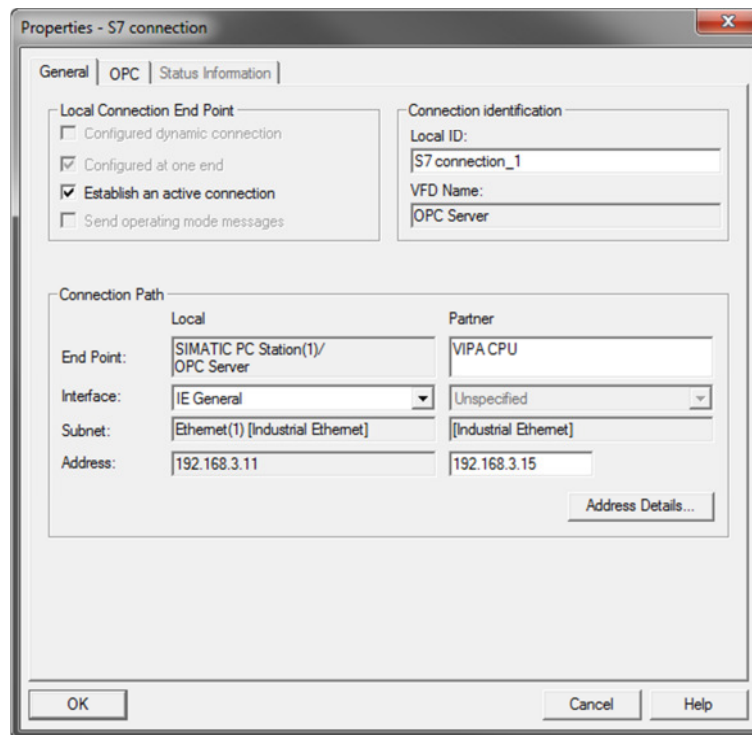 Properties - S7 connection
General OPC Status Information
Local Connection End Point
Configured dynamic connection
Configured at one end
Establish an active connection
Send operating mode messages
Connection identification
Local ID:
S7 connection_1
VFD Name:
OPC Server
Connection Path
Local Partner
End Point: SIMATIC PC Station(1)/ VIPA CPU
OPC Server
Interface: IE General Unspecified
Subnet: Ethernet(1) [Industrial Ethernet] [Industrial Ethernet]
Address: 192.168.3.11 192.168.3.15
Address Details...
OK Cancel Help